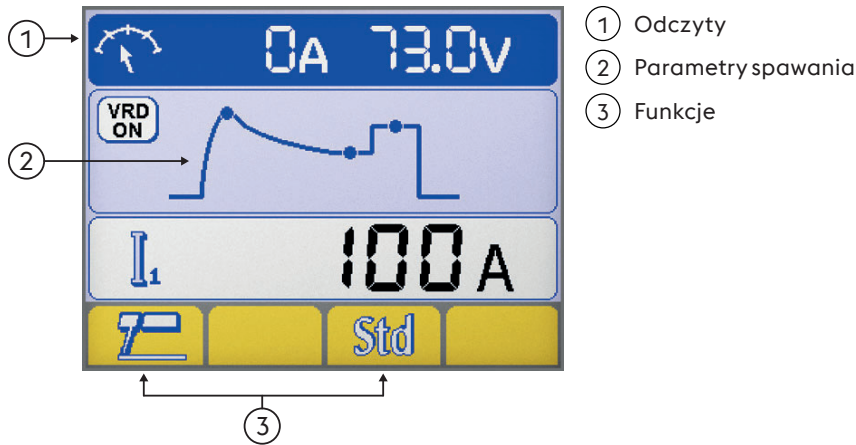 1 0A 73.0V
1 Odczyty
2 Parametry spawania
3 Funkcje
VRD
ON
2
I1 100A
Std
3